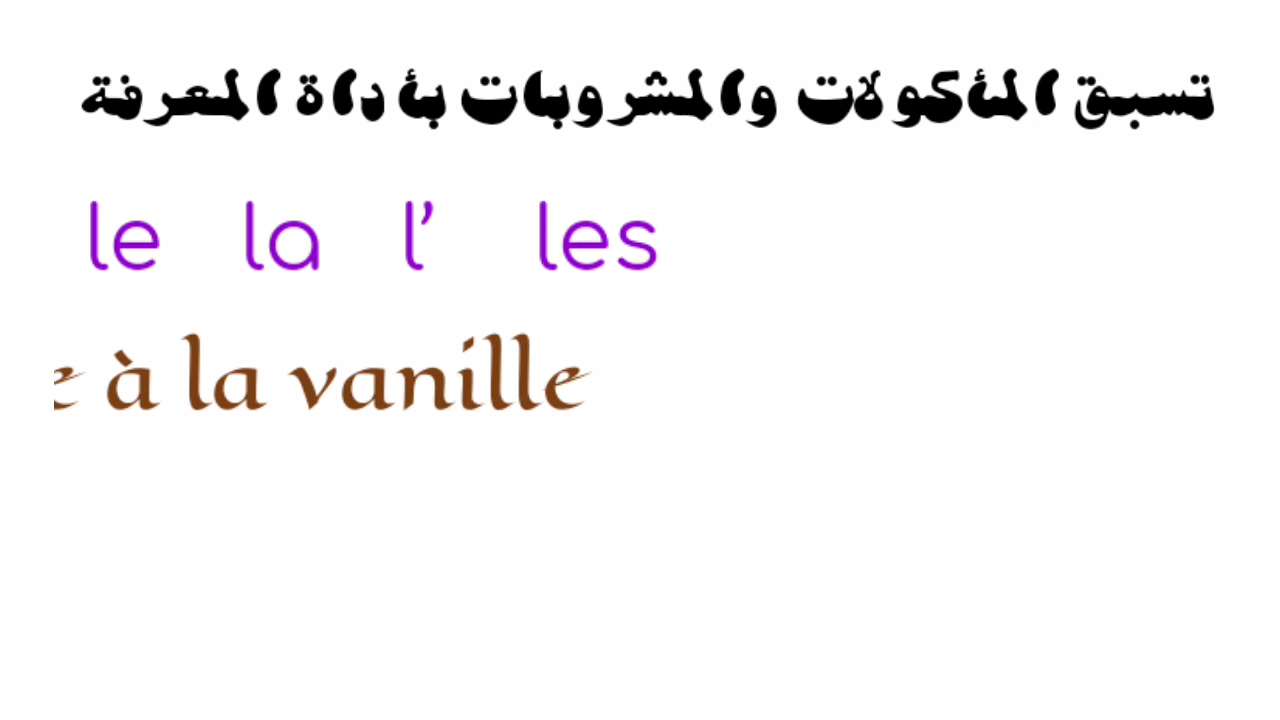 تسبق المأكولات والمشروبات بأداة المعرفة
le la l’ les
à la vanille